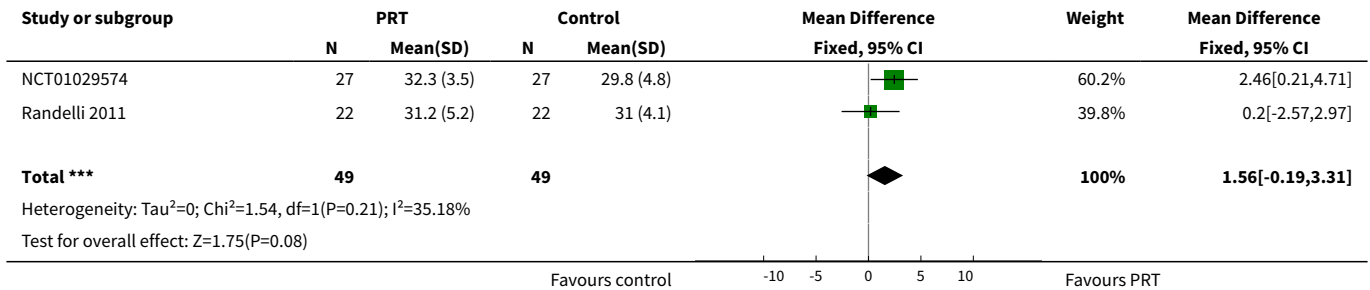 Study or subgroup PRT Control Mean Difference Weight Mean Difference
N Mean(SD) N Mean(SD) Fixed, 95% CI Fixed, 95% CI
NCT01029574 27 32.3 (3.5) 27 29.8 (4.8) 60.2% 2.46[0.21,4.71]
Randelli 2011 22 31.2 (5.2) 22 31 (4.1) 39.8% 0.2[-2.57,2.97]
Total *** 49 49 100% 1.56[-0.19,3.31]
Heterogeneity: Tau²=0; Chi²=1.54, df=1(P=0.21); I²=35.18%
Test for overall effect: Z=1.75(P=0.08)
Favours control -10 -5 0 5 10 Favours PRT